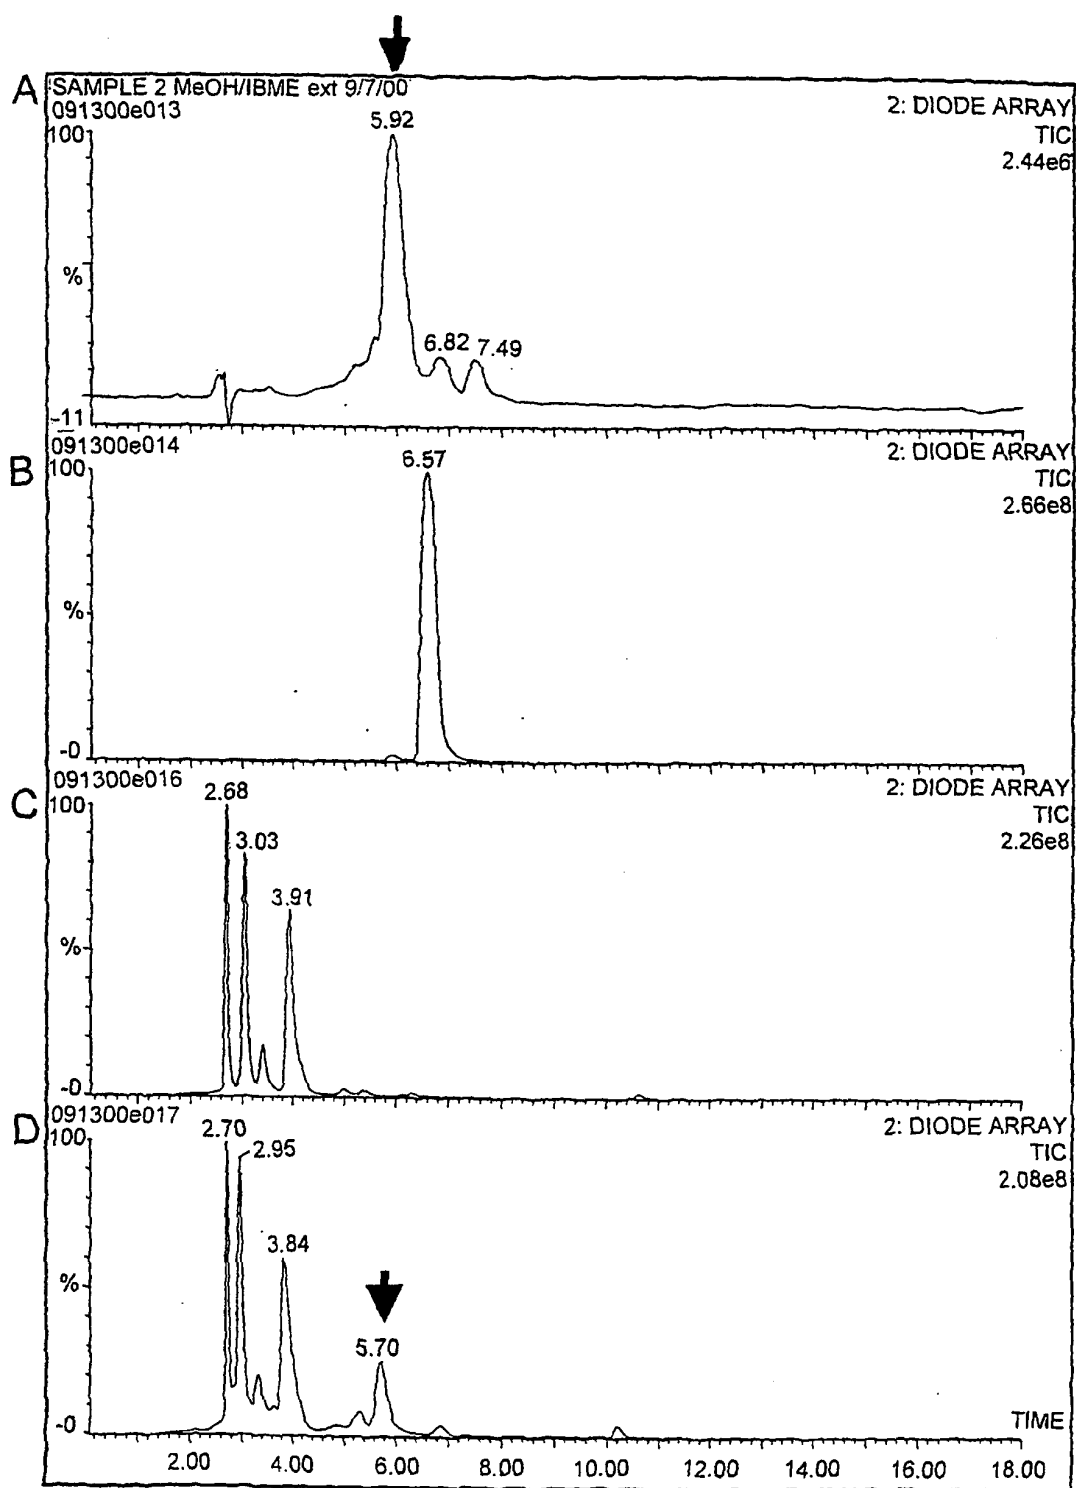 A
SAMPLE 2 MeOH/IBME ext 9/7/00
091300e013
2: DIODE ARRAY
TIC
2.44e6
100
5.92
%
6.82
7.49
-11
B
091300e014
2: DIODE ARRAY
TIC
2.66e8
100
6.57
%
-0
C
091300e016
2: DIODE ARRAY
TIC
2.26e8
100
2.68
3.03
3.91
%
-0
D
091300e017
2: DIODE ARRAY
TIC
2.08e8
100
2.70
2.95
3.84
%
5.70
-0
TIME
2.00 4.00 6.00 8.00 10.00 12.00 14.00 16.00 18.00